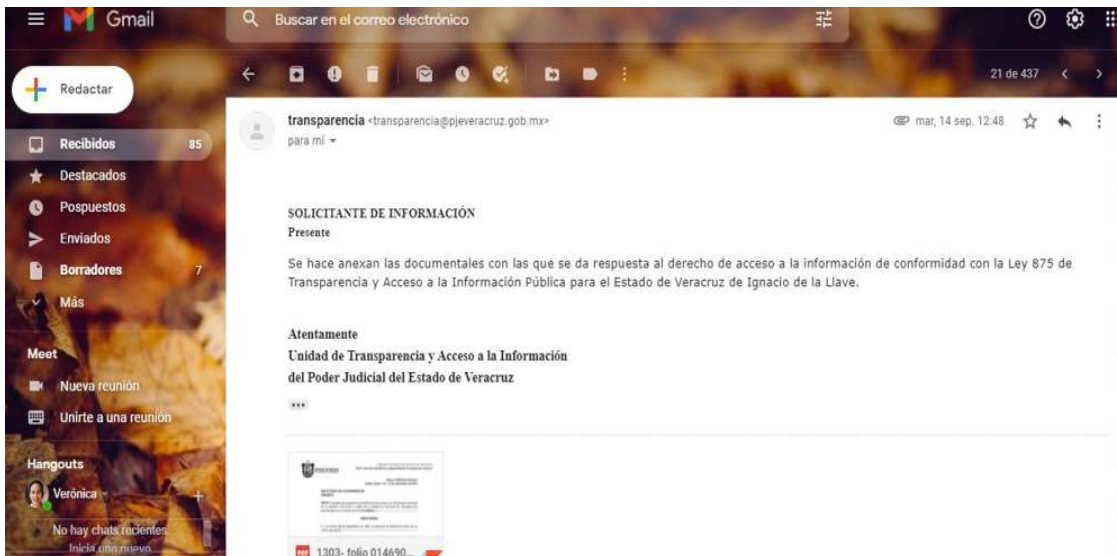 Gmail
Buscar en el correo electrónico
Redactar
21 de 437
transparencia <transparencia@pjeveracruz.gob.mx>
mar, 14 sep. 12:48
para mí
Recibidos 85
Destacados
Pospuestos
Enviados
Borradores 7
Más
Meet
Nueva reunión
Unirte a una reunión
Hangouts
Verónica
No hay chats recientes
Inicia uno nuevo
SOLICITANTE DE INFORMACIÓN
Presente
Se hace anexan las documentales con las que se da respuesta al derecho de acceso a la información de conformidad con la Ley 875 de
Transparencia y Acceso a la Información Pública para el Estado de Veracruz de Ignacio de la Llave.
Atentamente
Unidad de Transparencia y Acceso a la Información
del Poder Judicial del Estado de Veracruz
PDF 1303- folio 014690...